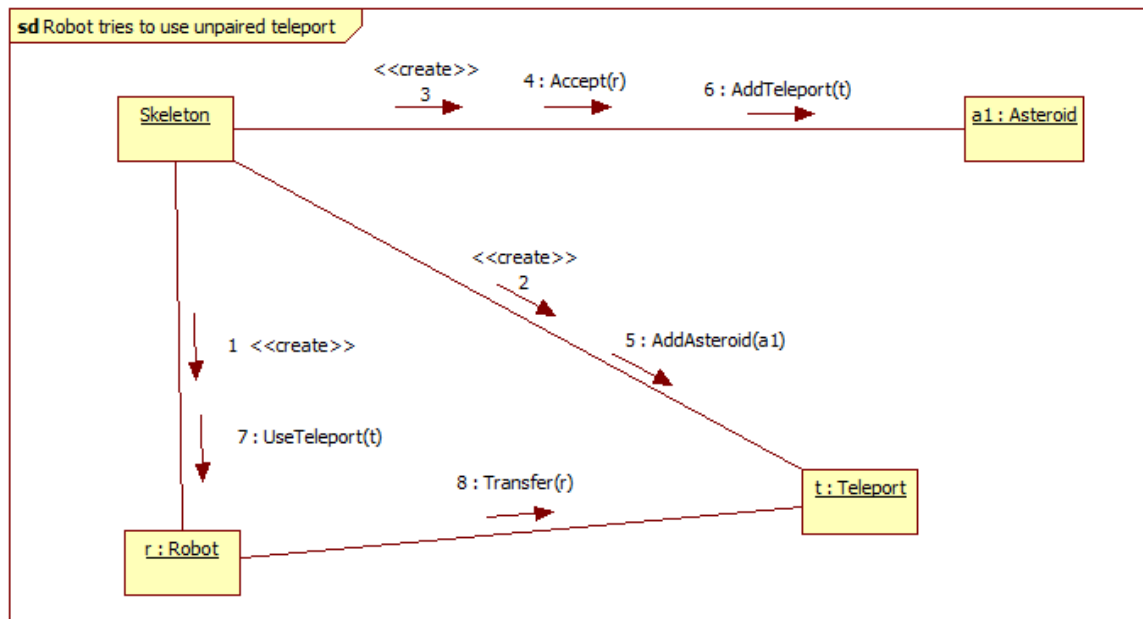 sd Robot tries to use unpaired teleport
<<create>>
3
4 : Accept(r)
6 : AddTeleport(t)
Skeleton
a1 : Asteroid
<<create>>
2
1 <<create>>
5 : AddAsteroid(a1)
7 : UseTeleport(t)
8 : Transfer(r)
t : Teleport
r : Robot